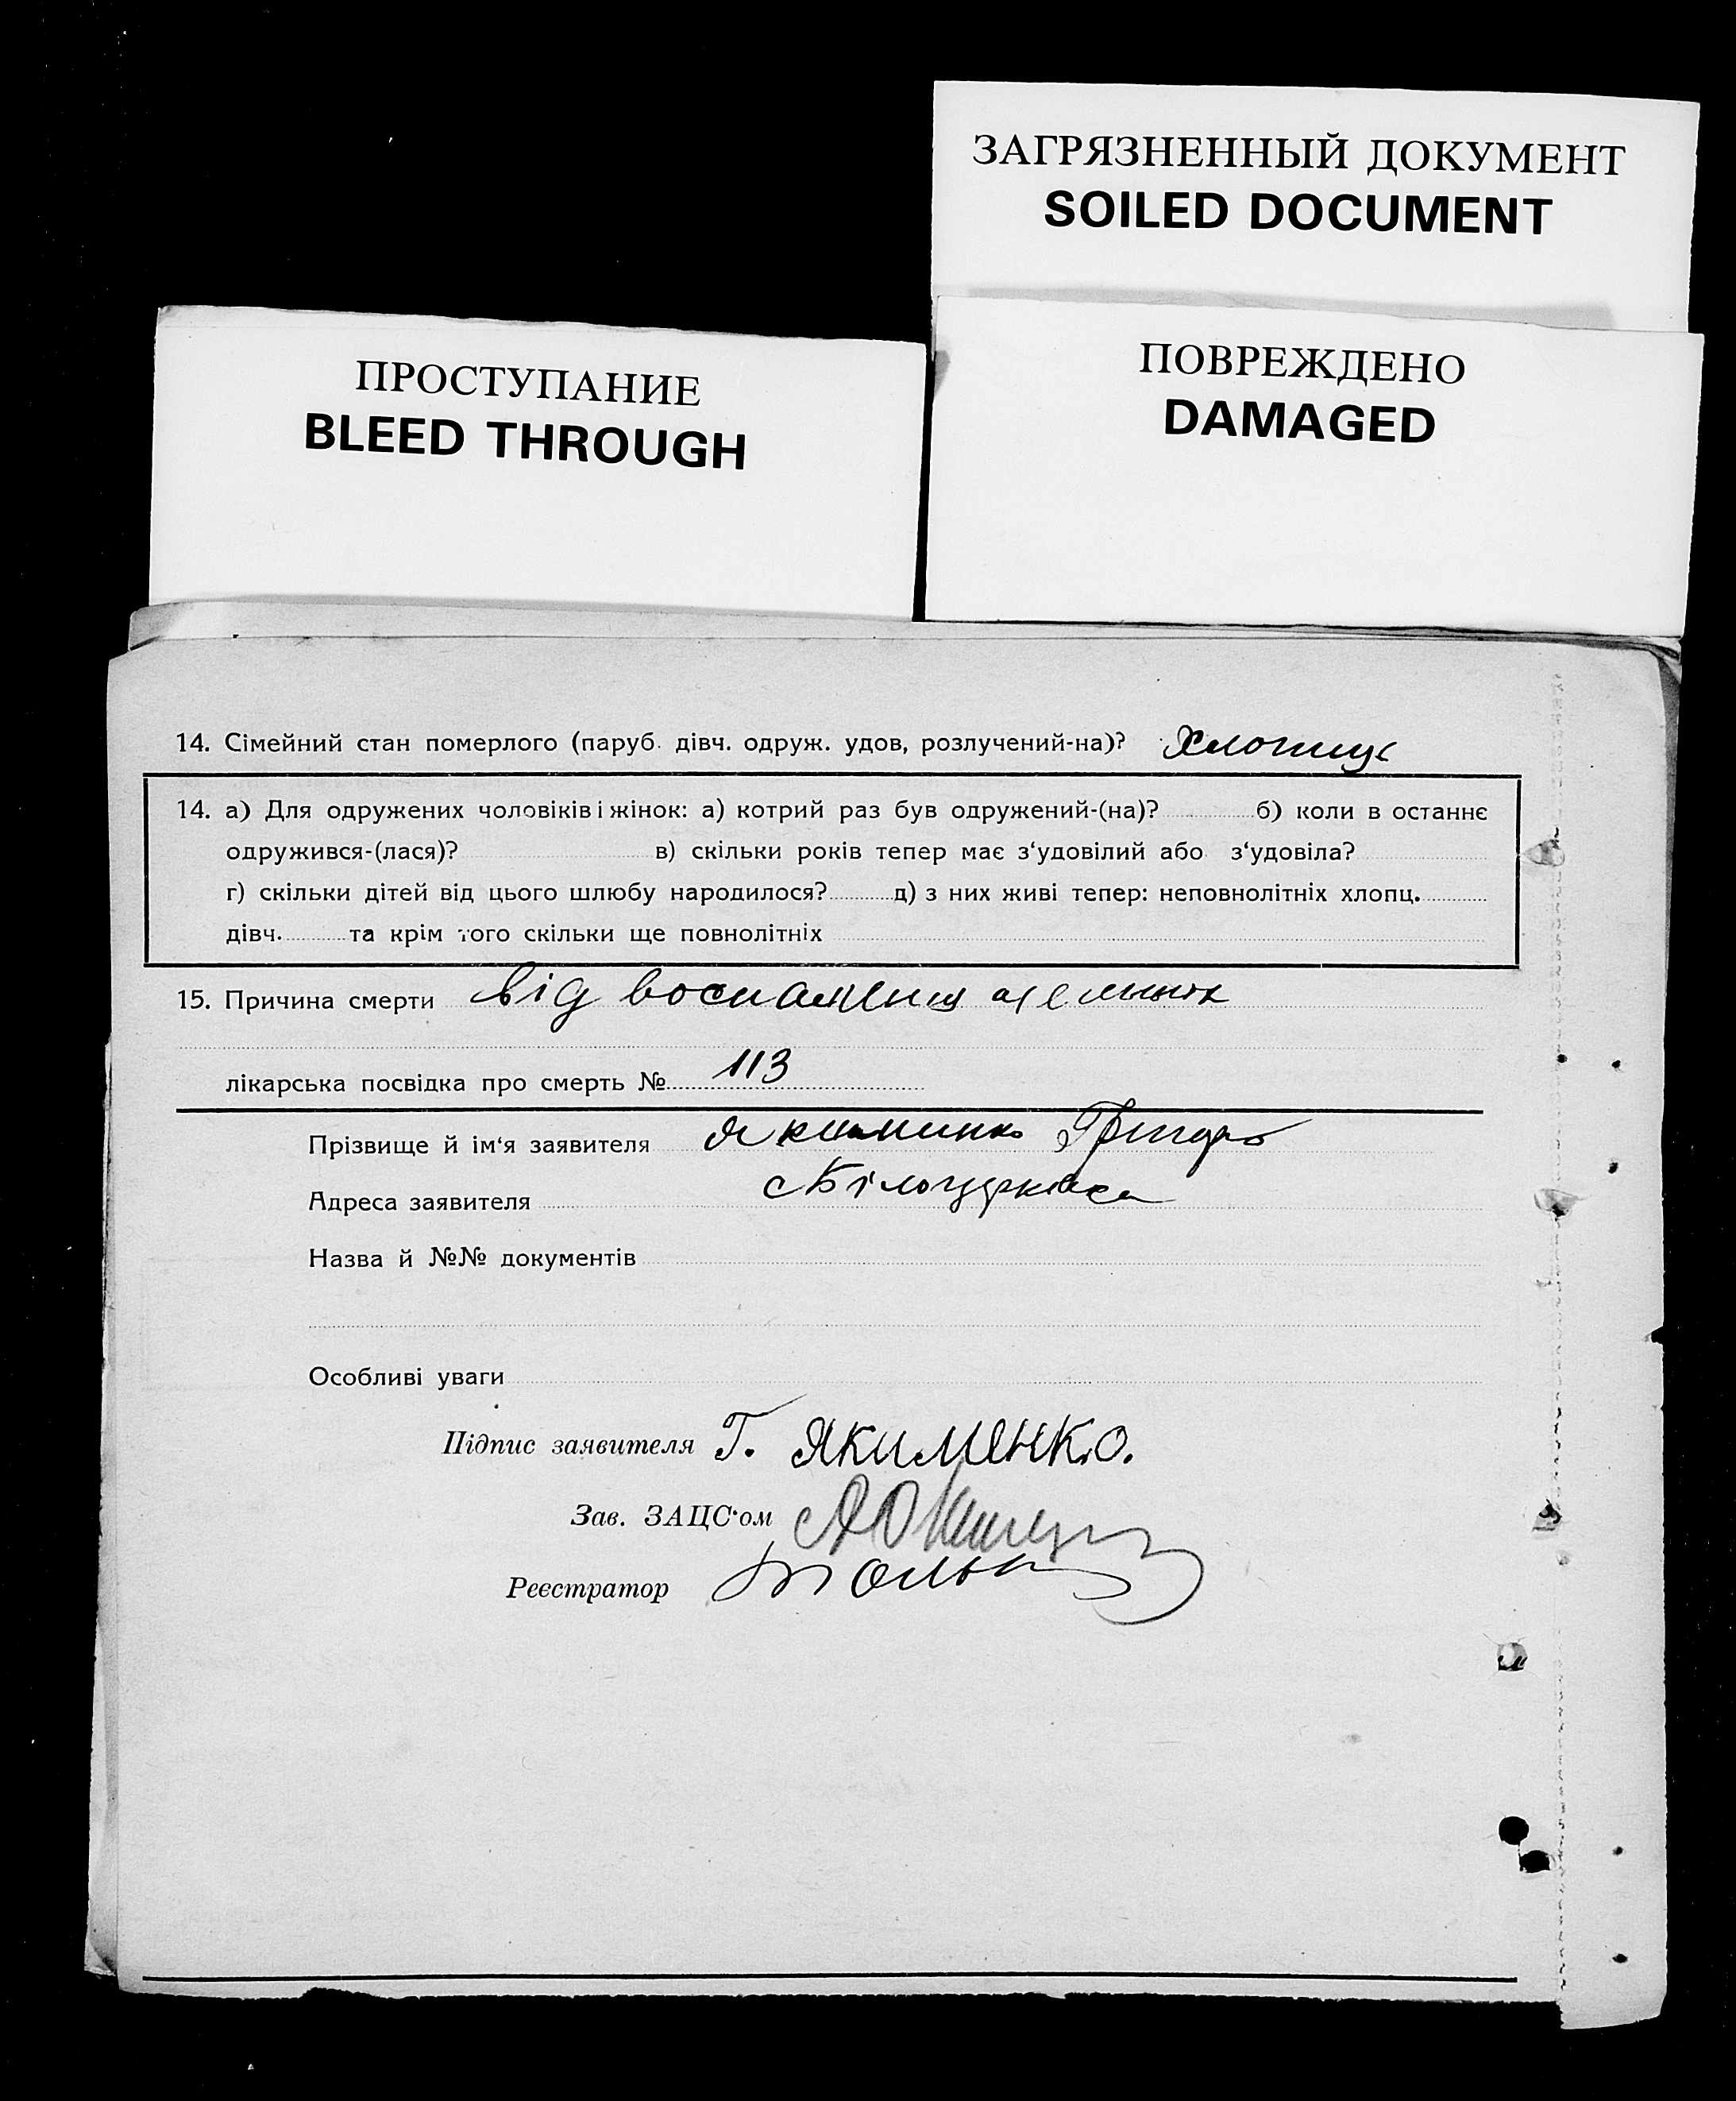 ЗАГРЯЗНЕННЫЙ ДОКУМЕНТ
SOILED DOCUMENT
ПРОСТУПАНИЕ
BLEED THROUGH
ПОВРЕЖДЕНО
DAMAGED
14. Сімейний стан померлого (паруб. дівч. одруж. удов, розлучений-на)? Хлопець
14. а) Для одружених чоловіків і жінок: а) котрий раз був одружений-(на)? б) коли в останнє
одружився-(лася)? в) скільки років тепер має з‘удовілий або з‘удовіла?
г) скільки дітей від цього шлюбу народилося? д) з них живі тепер: неповнолітніх хлопц.
дівч. та крім того скільки ще повнолітніх
15. Причина смерти від воспаления
лікарська посвідка про смерть № 113
Прізвище й ім‘я заявителя Якименко Григорь
Адреса заявителя
Назва й №№ документів
Особливі уваги
Підпис заявителя Г. Якименко.
Зав. ЗАЦС‘ом
Реєстратор